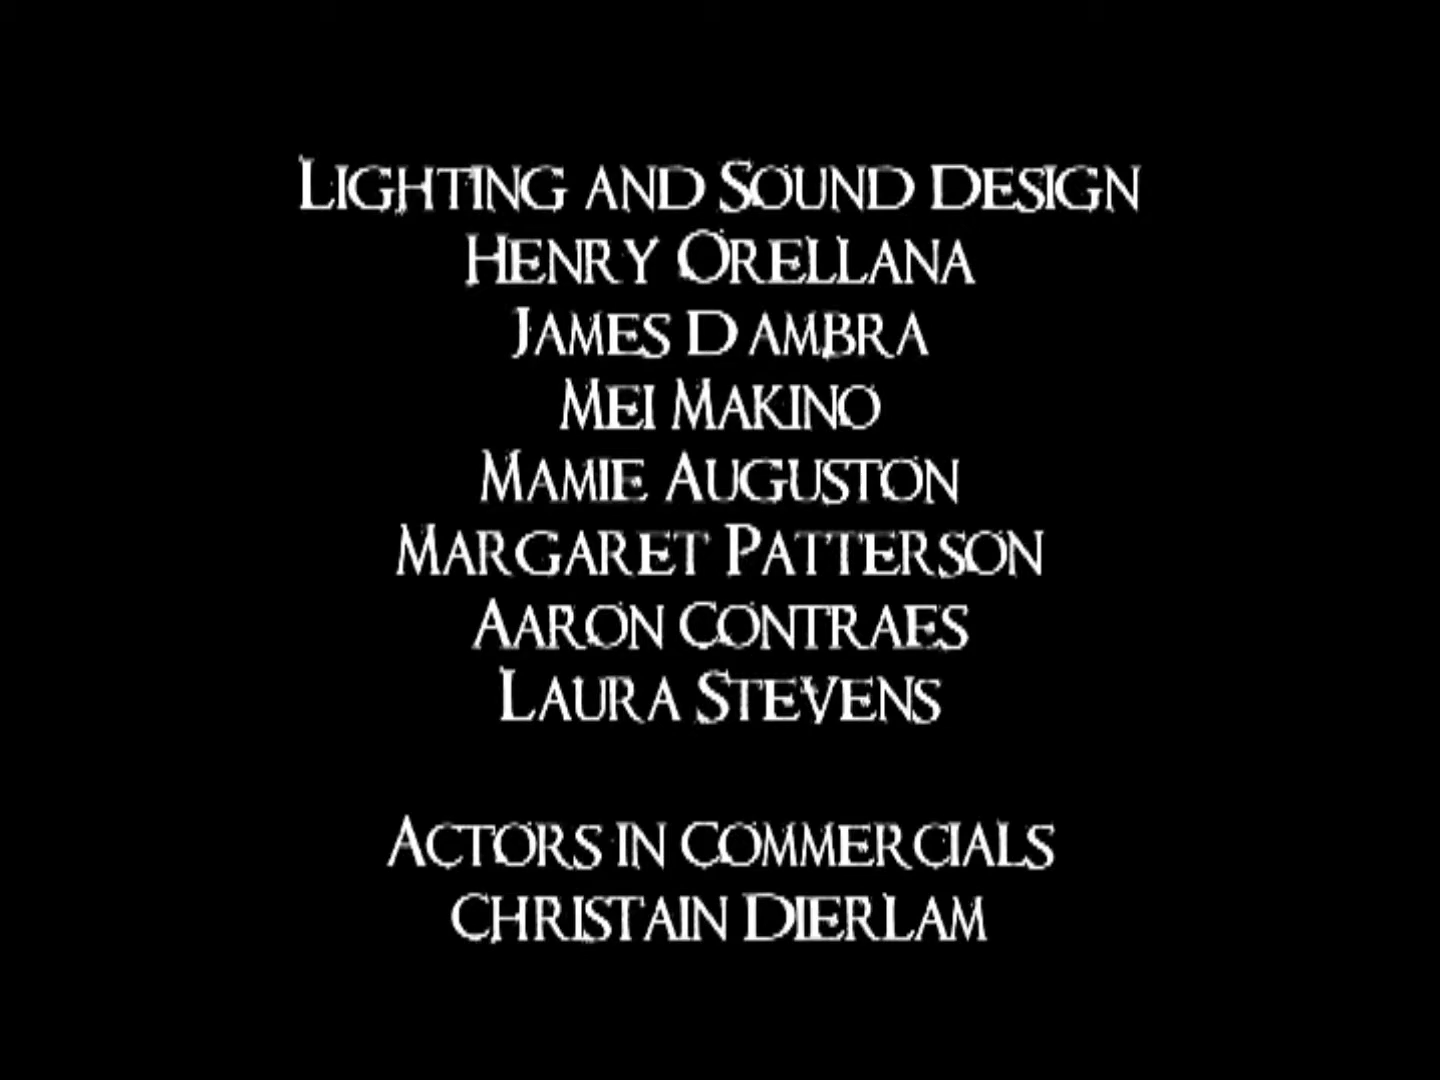 Lighting and Sound Design
Henry Orellana
James D ambra
Mei Makino
Mamie Auguston
Margaret Patterson
Aaron Contraes
Laura Stevens
Actors in Commercials
Christain Dierlam